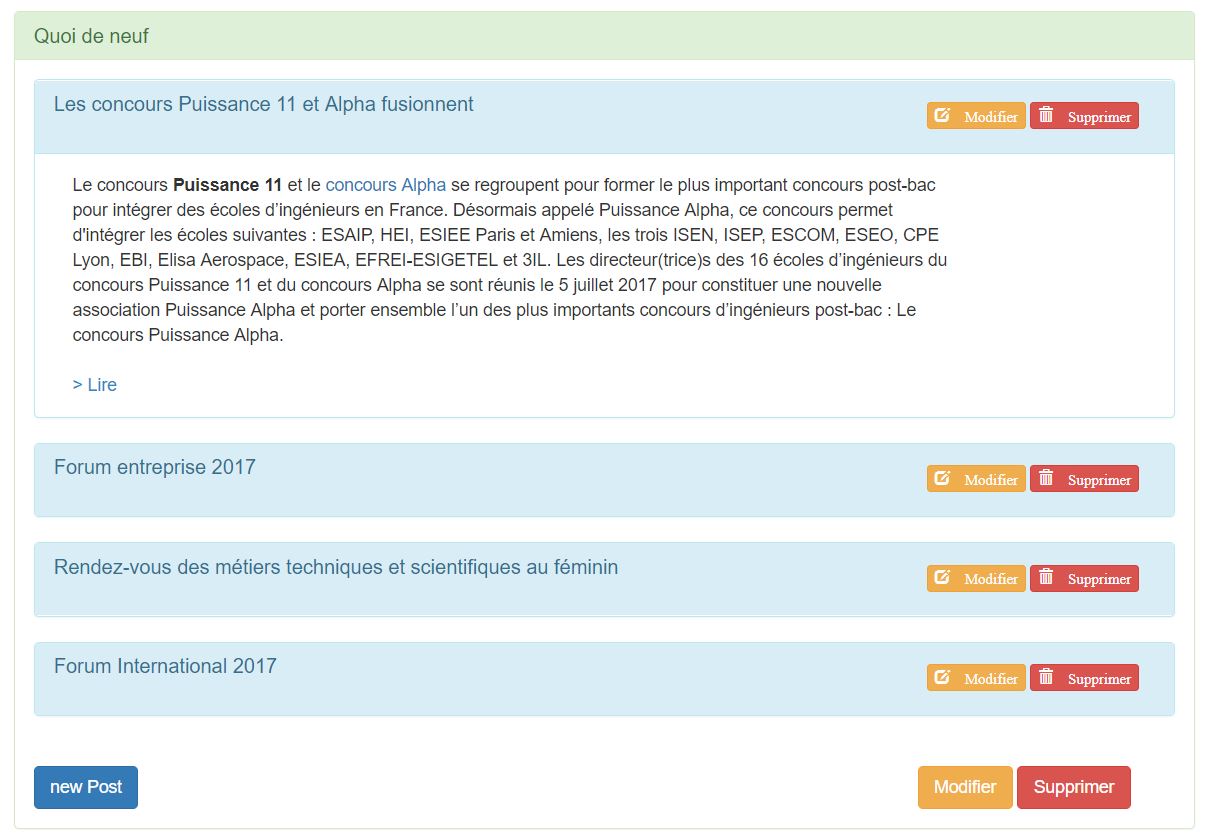 Quoi de neuf
Les concours Puissance 11 et Alpha fusionnent
Modifier Supprimer
Le concours Puissance 11 et le concours Alpha se regroupent pour former le plus important concours post-bac
pour intégrer des écoles d’ingénieurs en France. Désormais appelé Puissance Alpha, ce concours permet
d'intégrer les écoles suivantes : ESAIP, HEI, ESIEE Paris et Amiens, les trois ISEN, ISEP, ESCOM, ESEO, CPE
Lyon, EBI, Elisa Aerospace, ESIEA, EFREI-ESIGETEL et 3IL. Les directeur(trice)s des 16 écoles d’ingénieurs du
concours Puissance 11 et du concours Alpha se sont réunis le 5 juillet 2017 pour constituer une nouvelle
association Puissance Alpha et porter ensemble l’un des plus importants concours d’ingénieurs post-bac : Le
concours Puissance Alpha.
> Lire
Forum entreprise 2017
Modifier Supprimer
Rendez-vous des métiers techniques et scientifiques au féminin
Modifier Supprimer
Forum International 2017
Modifier Supprimer
new Post Modifier Supprimer